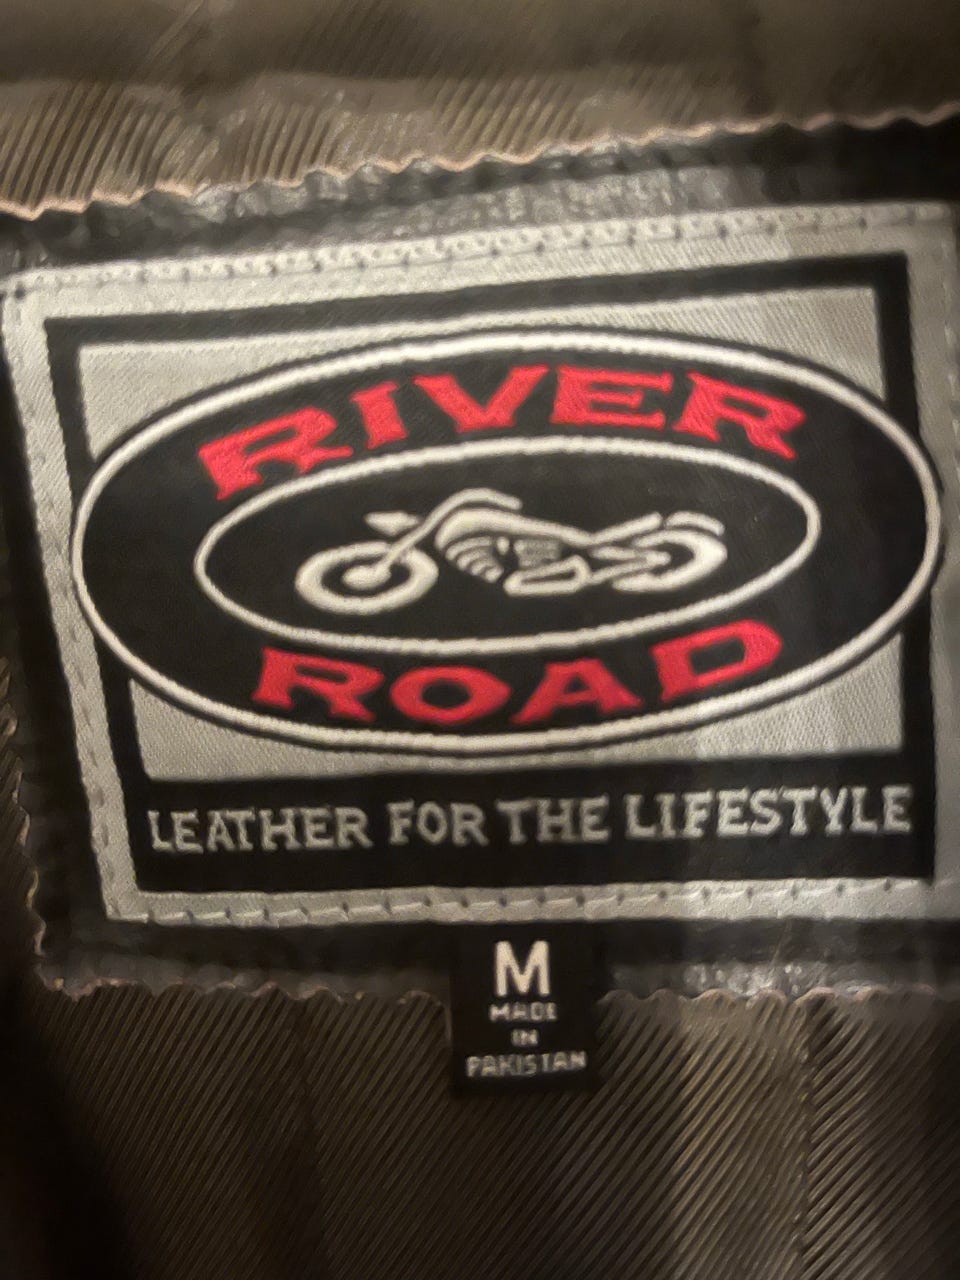 RIVER
ROAD
LEATHER FOR THE LIFESTYLE
M
MADE
IN
PAKISTAN